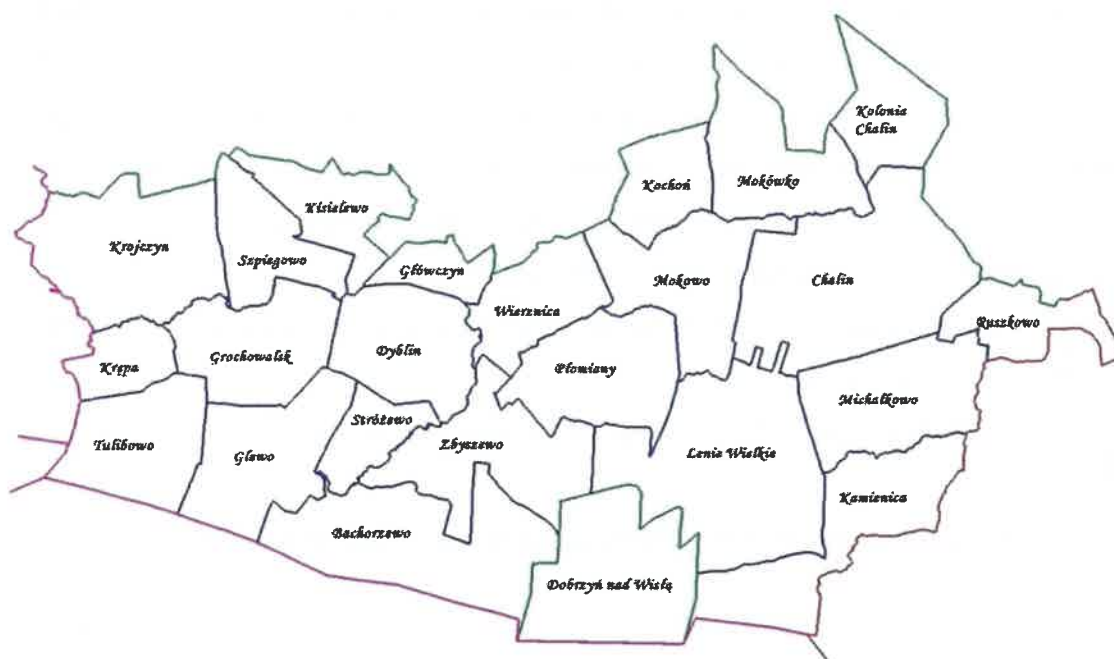 Kolonia
Chalin
Kochoń
Mokówko
Kisielewo
Krojczyn
Szpiegowo
Główczyn
Mokowo
Chalin
Wierznica
Ruszkowo
Grochowalsk
Dyblin
Krępa
Płomiany
Michałkowo
Stróżewo
Tulibowo
Glewo
Zbyszewo
Lenie Wielkie
Kamienica
Bachorzewo
Dobrzyń nad Wisłą